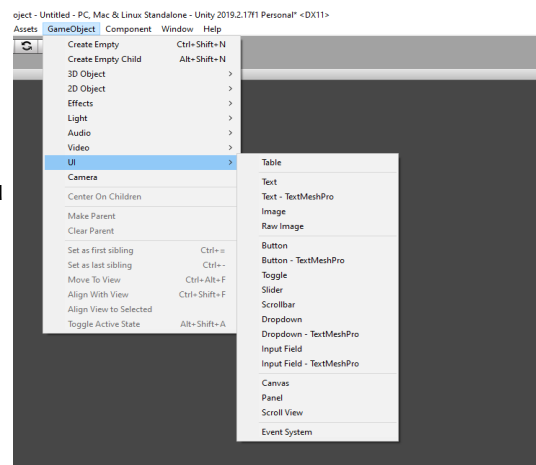 oject - Untitled - PC, Mac & Linux Standalone - Unity 2019.2.17f1 Personal* <DX11>
Assets GameObject Component Window Help
Create Empty Ctrl+Shift+N
Create Empty Child Alt+Shift+N
3D Object >
2D Object >
Effects >
Light >
Audio >
Video >
UI >
Camera
Center On Children
Make Parent
Clear Parent
Set as first sibling Ctrl+=
Set as last sibling Ctrl+-
Move To View Ctrl+Alt+F
Align With View Ctrl+Shift+F
Align View to Selected
Toggle Active State Alt+Shift+A
Table
Text
Text - TextMeshPro
Image
Raw Image
Button
Button - TextMeshPro
Toggle
Slider
Scrollbar
Dropdown
Dropdown - TextMeshPro
Input Field
Input Field - TextMeshPro
Canvas
Panel
Scroll View
Event System